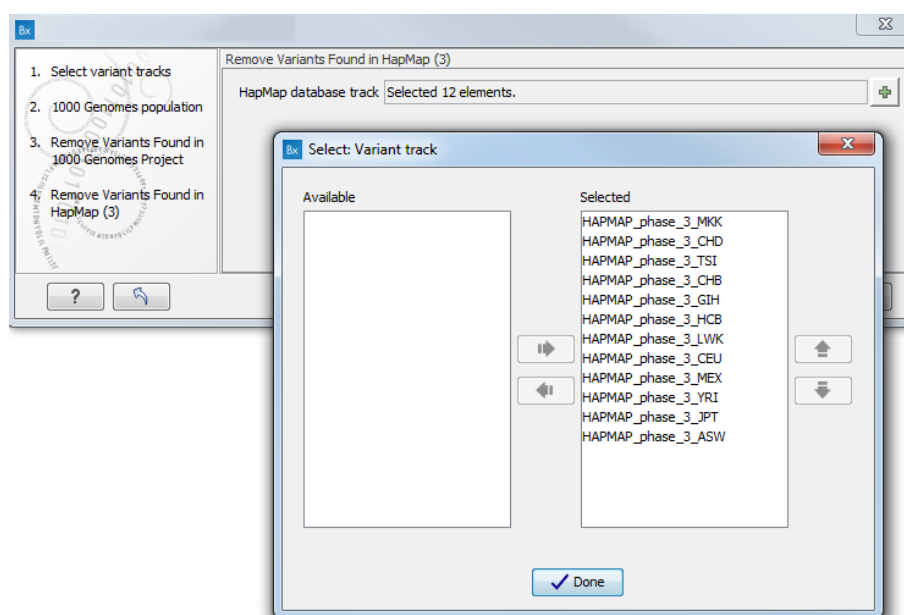 Bx
Remove Variants Found in HapMap (3)
1. Select variant tracks
2. 1000 Genomes population
3. Remove Variants Found in
1000 Genomes Project
4. Remove Variants Found in
HapMap (3)
HapMap database track Selected 12 elements.
?
Bx Select: Variant track
Available
Selected
HAPMAP_phase_3_MKK
HAPMAP_phase_3_CHD
HAPMAP_phase_3_TSI
HAPMAP_phase_3_CHB
HAPMAP_phase_3_GIH
HAPMAP_phase_3_HCB
HAPMAP_phase_3_LWK
HAPMAP_phase_3_CEU
HAPMAP_phase_3_MEX
HAPMAP_phase_3_YRI
HAPMAP_phase_3_JPT
HAPMAP_phase_3_ASW
Done